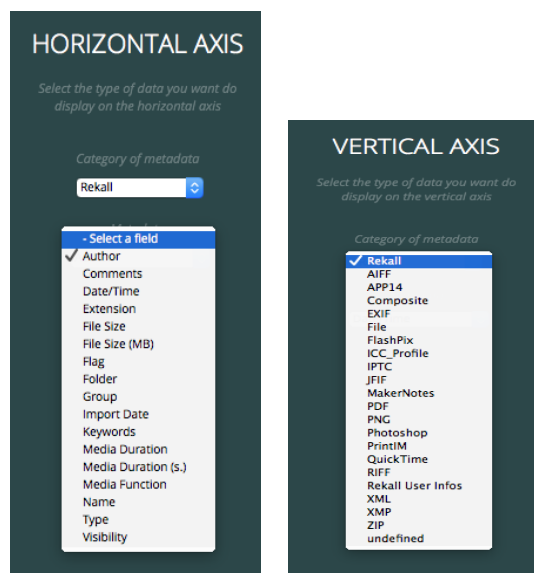 HORIZONTAL AXIS
Select the type of data you want do
display on the horizontal axis
Category of metadata
Rekall
- Select a field
✓ Author
Comments
Date/Time
Extension
File Size
File Size (MB)
Flag
Folder
Group
Import Date
Keywords
Media Duration
Media Duration (s.)
Media Function
Name
Type
Visibility
VERTICAL AXIS
Select the type of data you want do
display on the vertical axis
Category of metadata
✓ Rekall
AIFF
APP14
Composite
EXIF
File
FlashPix
ICC_Profile
IPTC
JFIF
MakerNotes
PDF
PNG
Photoshop
PrintIM
QuickTime
RIFF
Rekall User Infos
XML
XMP
ZIP
undefined